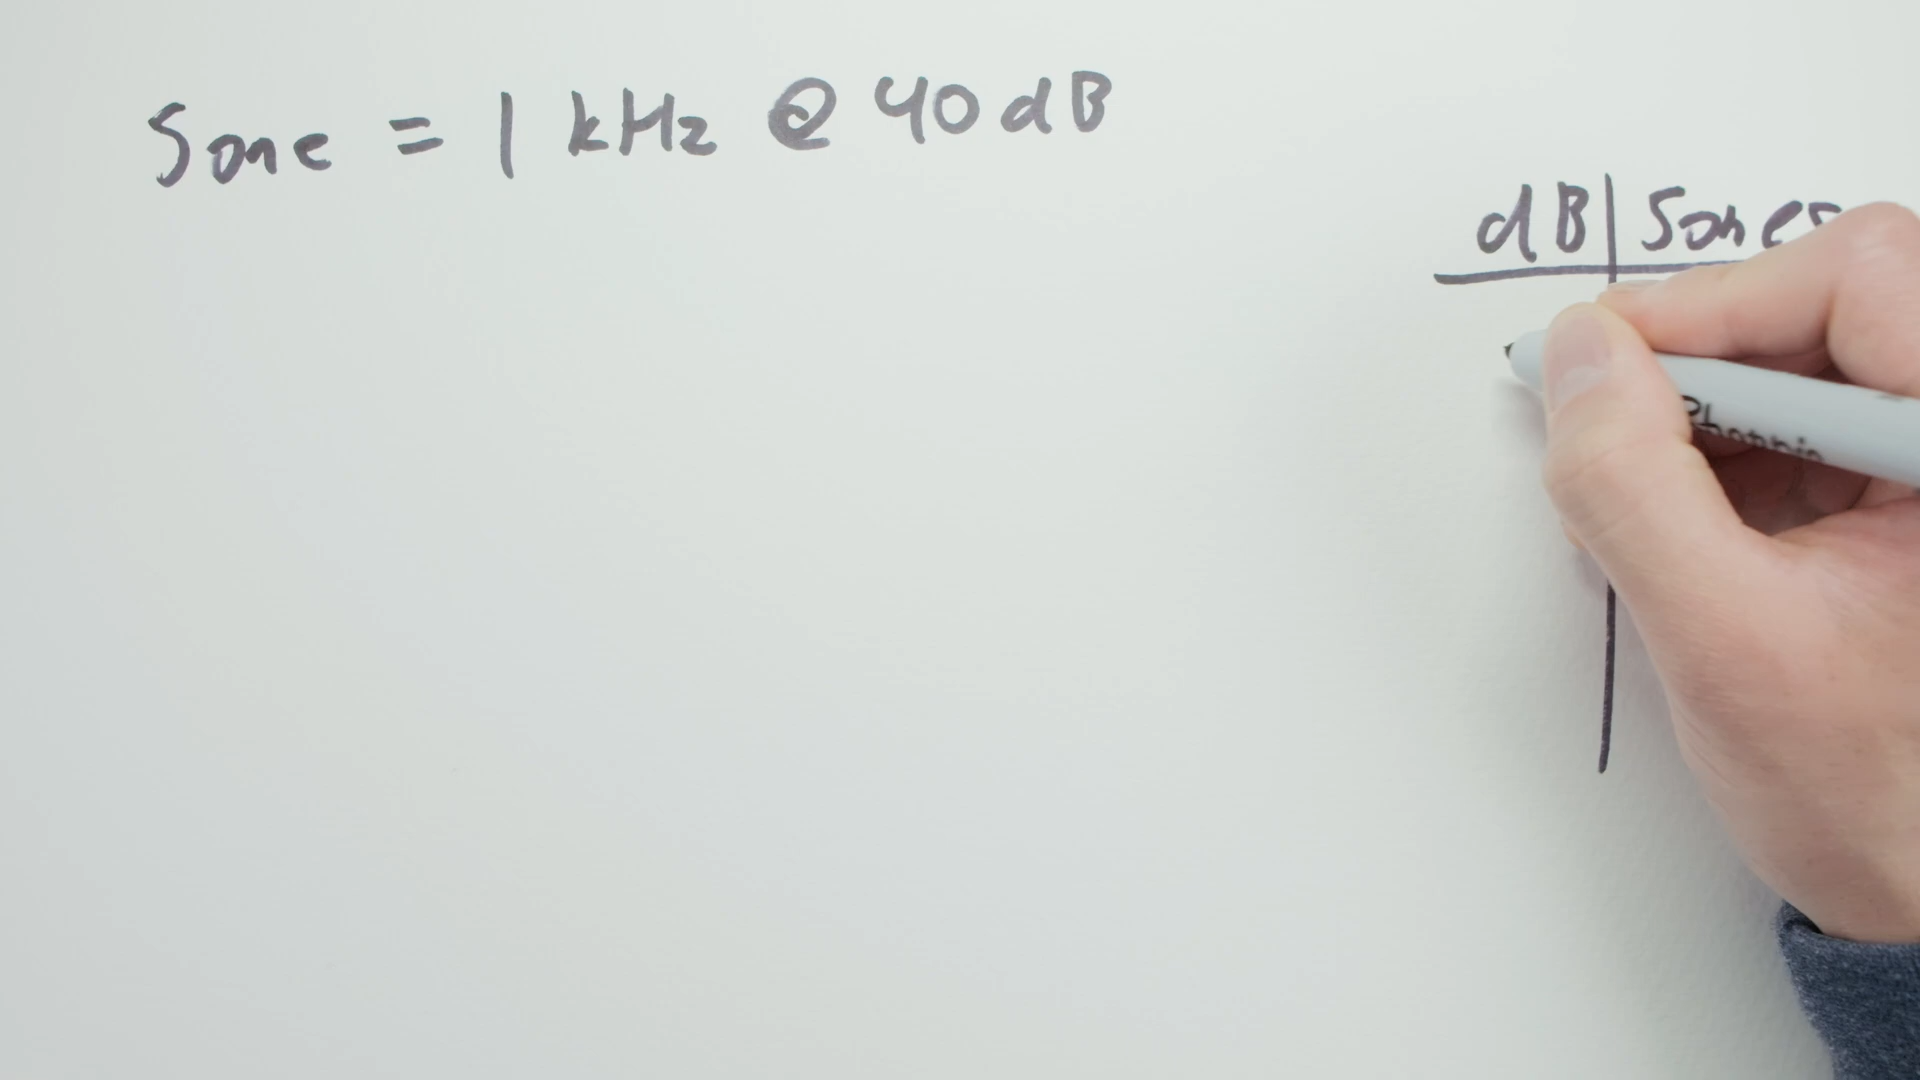 Sone = 1 kHz @ 40 dB
dB Sones